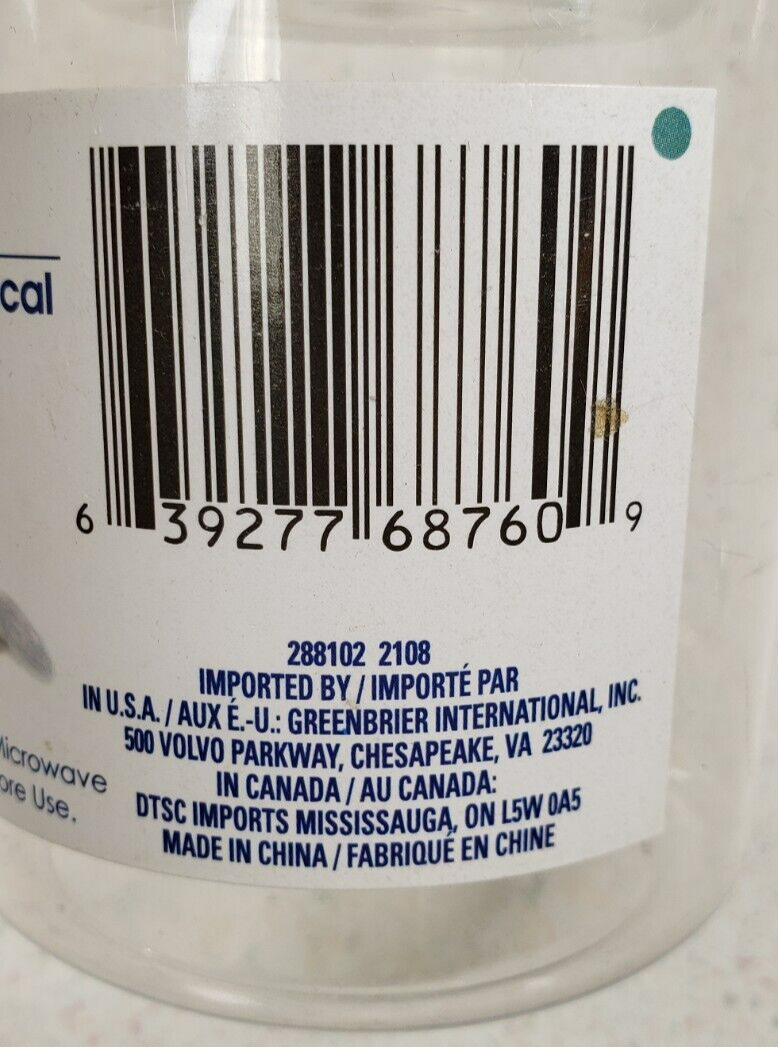 cal
6 39277 68760 9
288102 2108
IMPORTED BY / IMPORTÉ PAR
IN U.S.A. / AUX É.-U.: GREENBRIER INTERNATIONAL, INC.
500 VOLVO PARKWAY, CHESAPEAKE, VA 23320
IN CANADA / AU CANADA:
DTSC IMPORTS MISSISSAUGA, ON L5W 0A5
MADE IN CHINA / FABRIQUÉ EN CHINE
Microwave
ore Use.